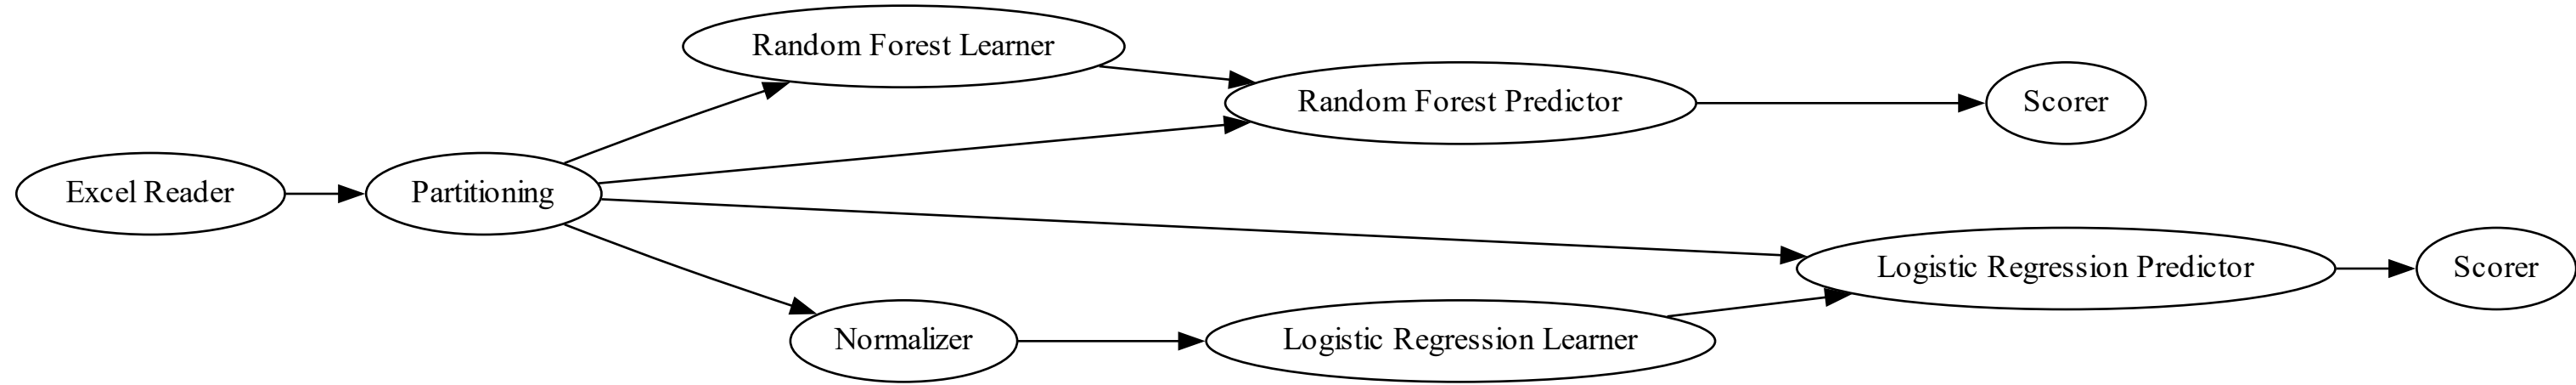 Random Forest Learner
Random Forest Predictor
Scorer
Excel Reader
Partitioning
Logistic Regression Predictor
Scorer
Normalizer
Logistic Regression Learner